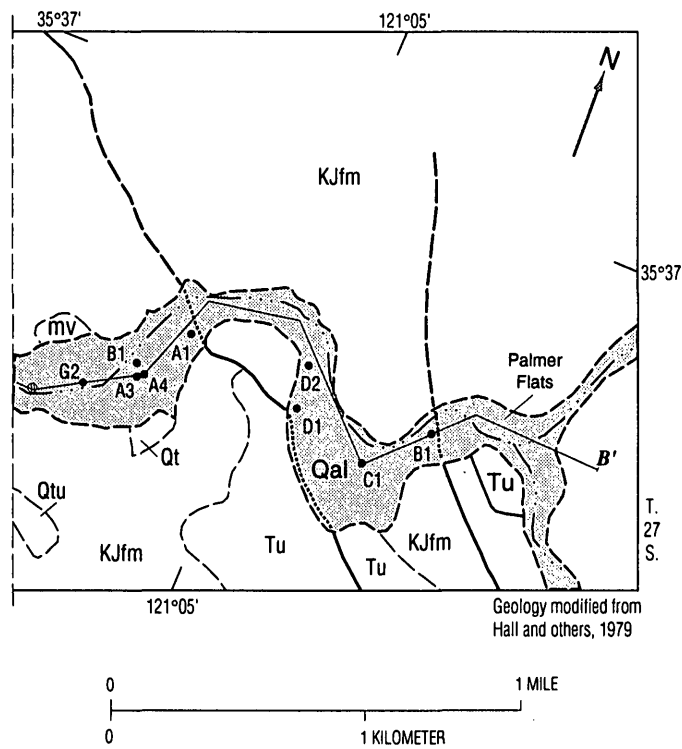 35°37'
121°05'
N
KJfm
35°37
mv
B1
A1
G2
A3
A4
Palmer
Flats
D2
D1
Qt
Qal
C1
B1
B'
Tu
Qtu
KJfm
Tu
Tu
KJfm
T.
27
S.
121°05'
Geology modified from
Hall and others, 1979
0
1 MILE
0
1 KILOMETER